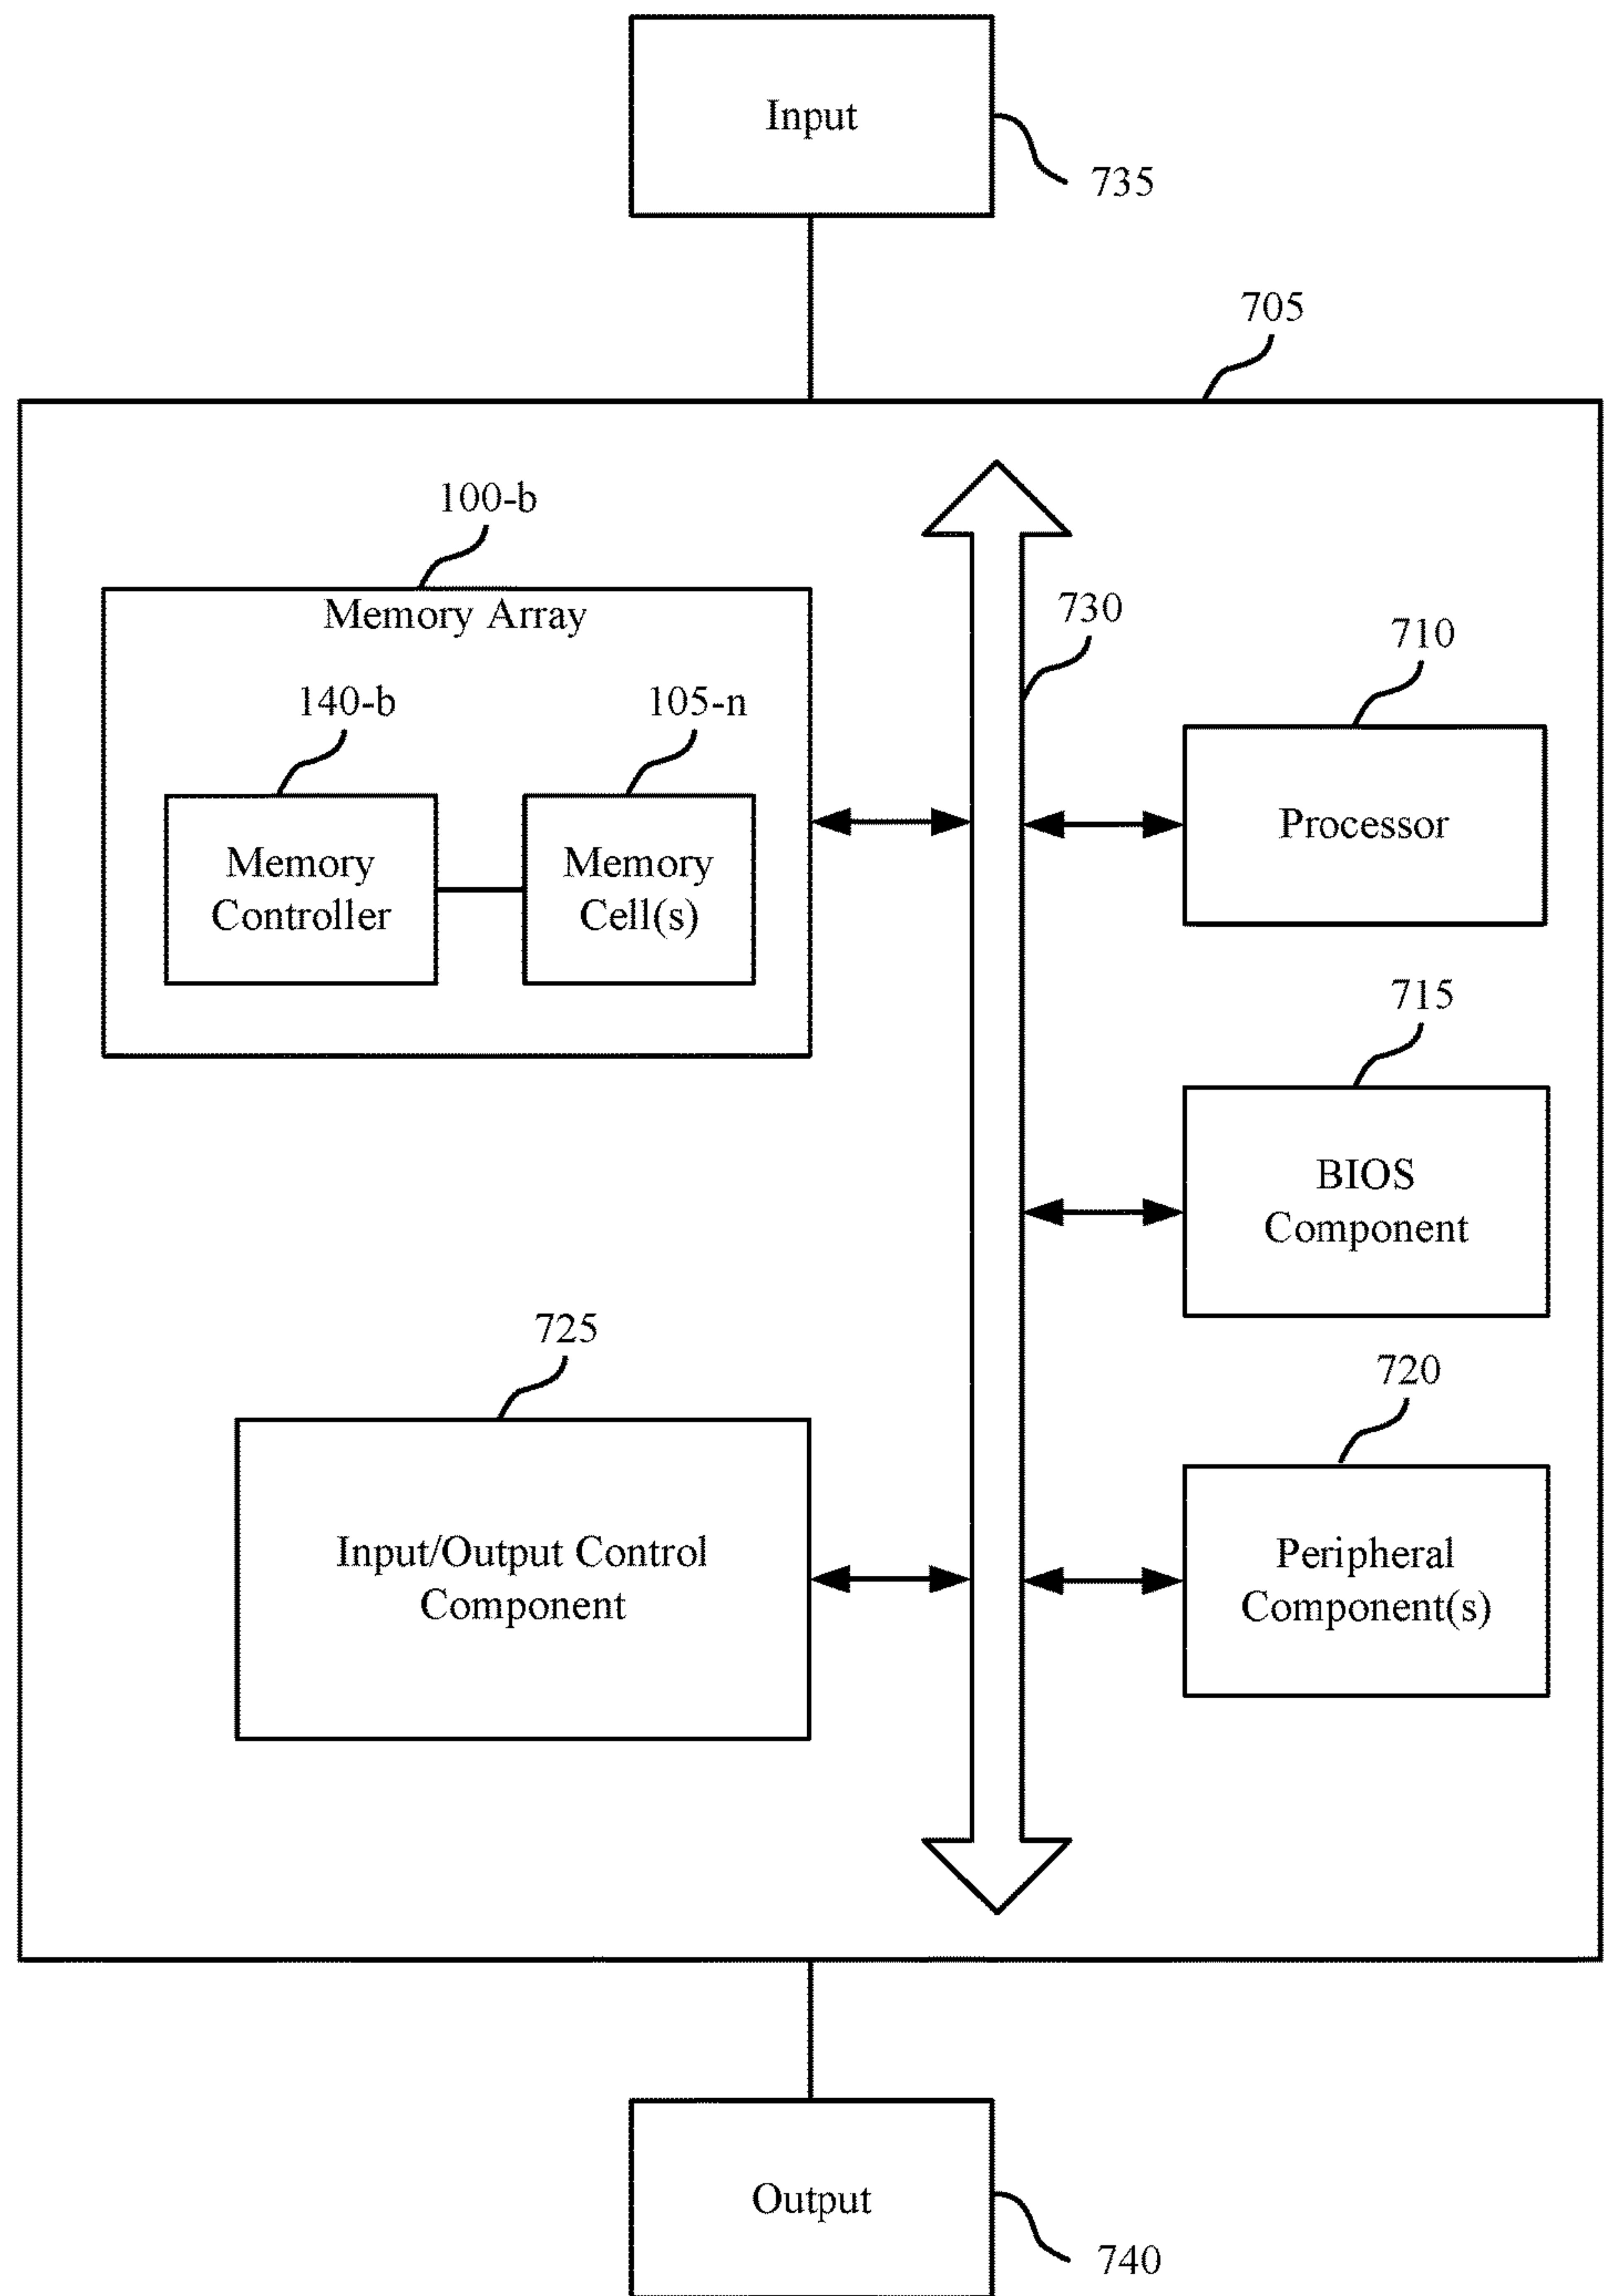 Input
735
705
100-b
Memory Array
730
710
140-b
105-n
Processor
Memory
Controller
Memory
Cell(s)
715
BIOS
Component
725
720
Input/Output Control
Component
Peripheral
Component(s)
Output
740